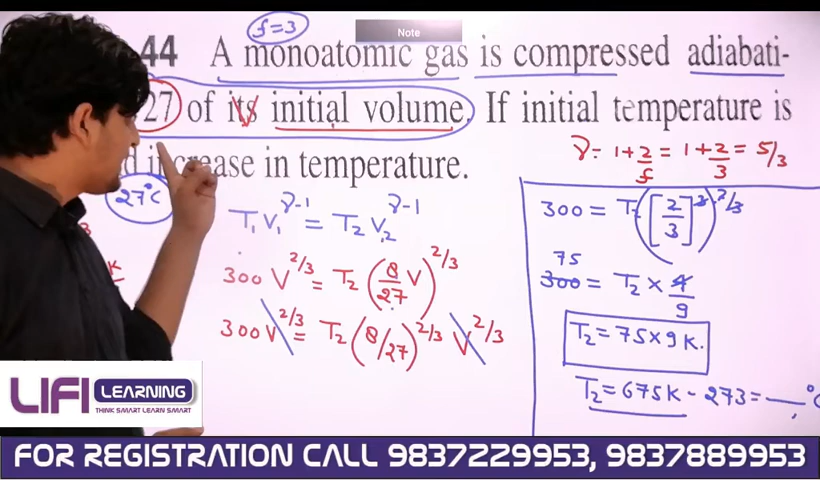 f=3
Note
44 A monoatomic gas is compressed adiabati-
27 of its initial volume. If initial temperature is
increase in temperature.
γ = 1+2/f = 1+2/3 = 5/3
27°C
T₁V₁^γ-1 = T₂V₂^γ-1
300 V^2/3 = T₂(8/27 V)^2/3
300V^2/3 = T₂(8/27)^2/3 V^2/3
K
300 = T₂([2/3]^3)^2/3
75
300 = T₂ × 4/9
T₂ = 75×9 K.
T₂ = 675K - 273 = __°C
LIFI LEARNING
THINK SMART LEARN SMART
FOR REGISTRATION CALL 9837229953, 9837889953